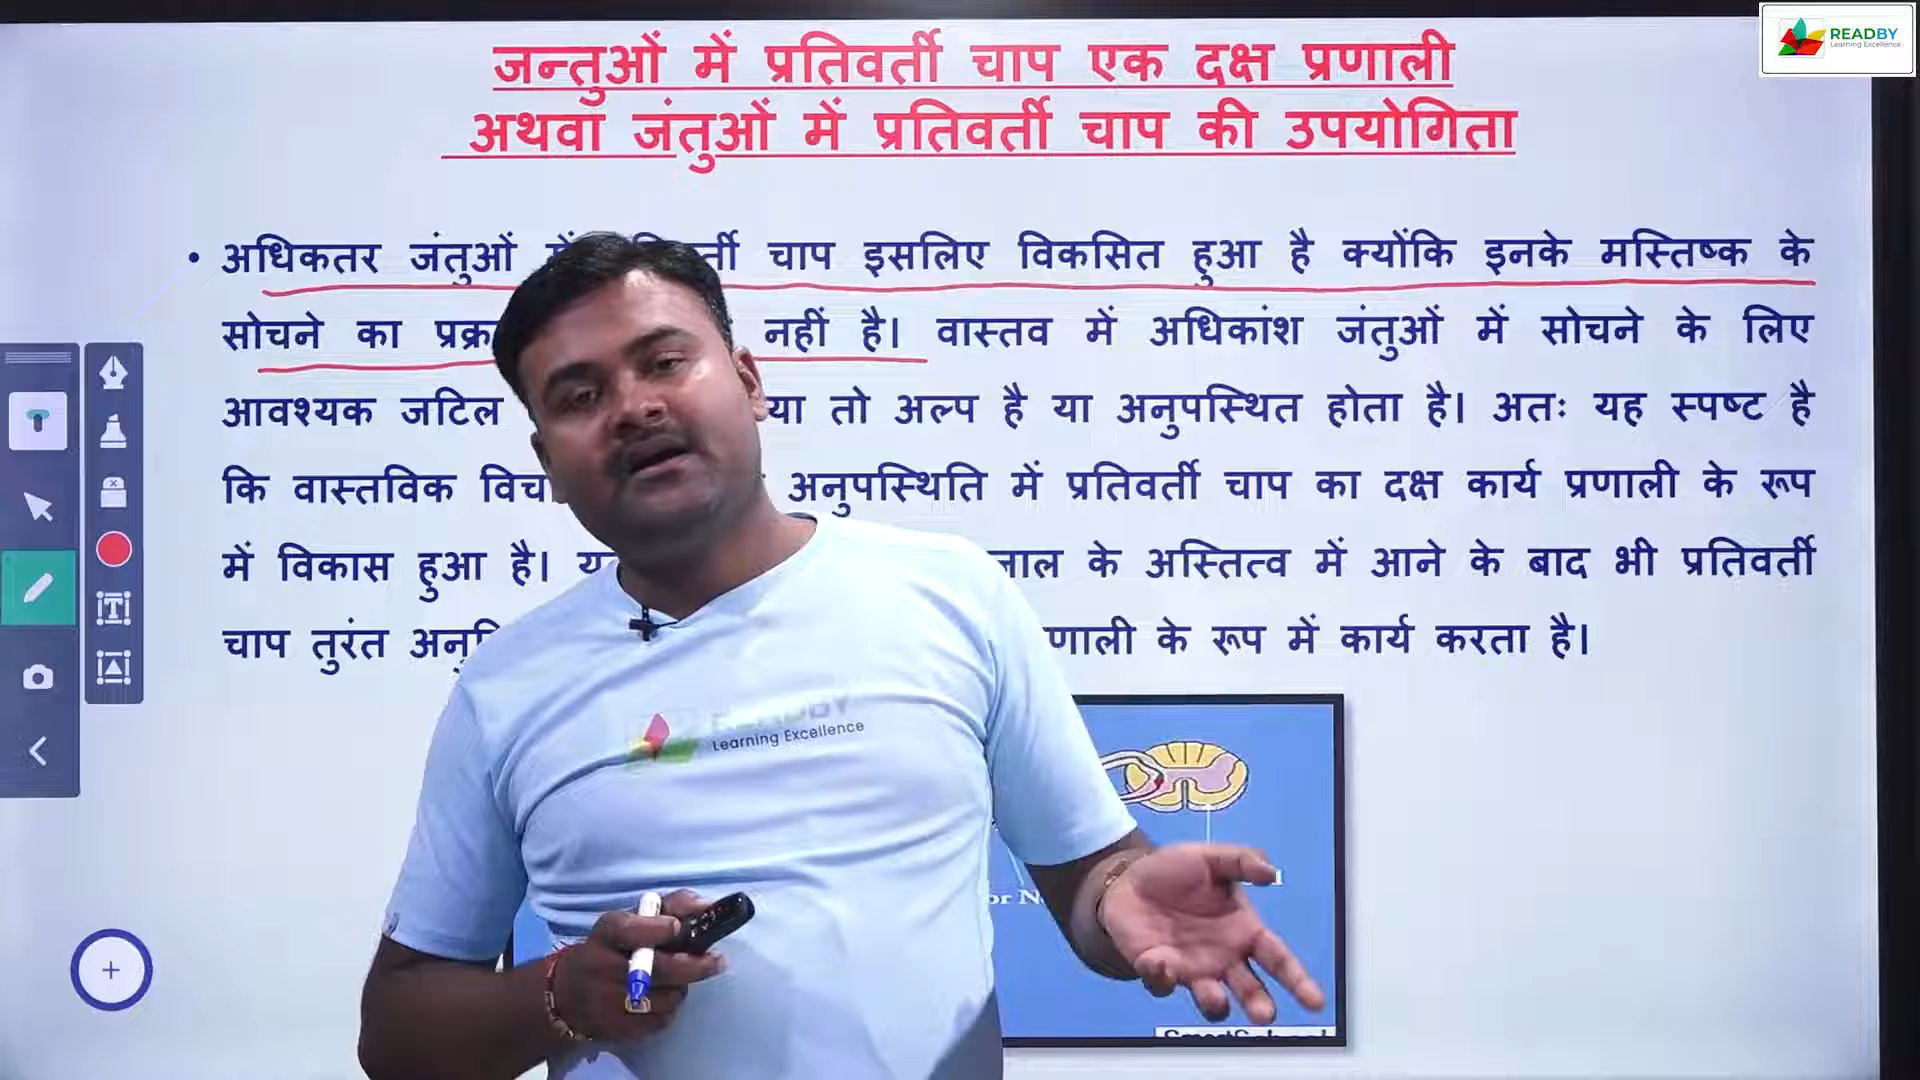 जन्तुओं में प्रतिवर्ती चाप एक दक्ष प्रणाली
अथवा जंतुओं में प्रतिवर्ती चाप की उपयोगिता
READBY
Learning Excellence
• अधिकतर जंतुओं चाप इसलिए विकसित हुआ है क्योंकि इनके मस्तिष्क के
सोचने का नहीं है। वास्तव में अधिकांश जंतुओं में सोचने के लिए
आवश्यक जटिल या तो अल्प है या अनुपस्थित होता है। अतः यह स्पष्ट है
कि वास्तविक अनुपस्थिति में प्रतिवर्ती चाप का दक्ष कार्य प्रणाली के रूप
में विकास हुआ है। के अस्तित्व में आने के बाद भी प्रतिवर्ती
चाप तुरंत के रूप में कार्य करता है।
Learning Excellence